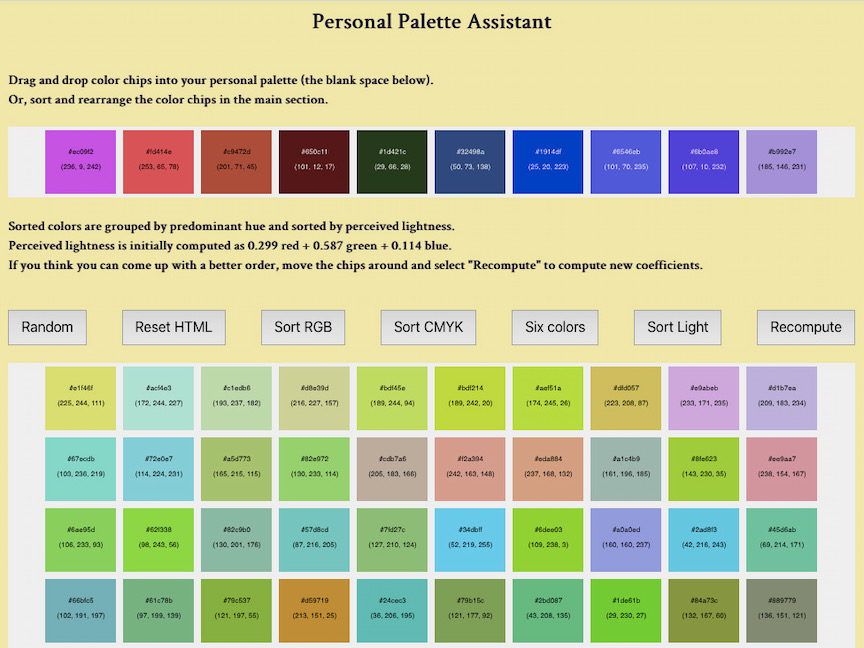 Personal Palette Assistant
Drag and drop color chips into your personal palette (the blank space below).
Or, sort and rearrange the color chips in the main section.
#ec09f2 #fd414e #c9472d #650c11 #1d421c #32498a #1914df #6546eb #6b0ae8 #b992e7
(236, 9, 242) (253, 65, 78) (201, 71, 45) (101, 12, 17) (29, 66, 28) (50, 73, 138) (25, 20, 223) (101, 70, 235) (107, 10, 232) (185, 146, 231)
Sorted colors are grouped by predominant hue and sorted by perceived lightness.
Perceived lightness is initially computed as 0.299 red + 0.587 green + 0.114 blue.
If you think you can come up with a better order, move the chips around and select "Recompute" to compute new coefficients.
Random Reset HTML Sort RGB Sort CMYK Six colors Sort Light Recompute
#e1f46f #acf4e3 #c1edb6 #d8e39d #bdf45e #bdf214 #aef51a #dfd057 #e9abeb #d1b7ea
(225, 244, 111) (172, 244, 227) (193, 237, 182) (216, 227, 157) (189, 244, 94) (189, 242, 20) (174, 245, 26) (223, 208, 87) (233, 171, 235) (209, 183, 234)
#67ecdb #72e0e7 #a5d773 #82e972 #cdb7a6 #f2a394 #eda884 #a1c4b9 #8fe623 #ee9aa7
(103, 236, 219) (114, 224, 231) (165, 215, 115) (130, 233, 114) (205, 183, 166) (242, 163, 148) (237, 168, 132) (161, 196, 185) (143, 230, 35) (238, 154, 167)
#6ae95d #62f338 #82c9b0 #57d8cd #7fd27c #34dbff #6dee03 #a0a0ed #2ad8f3 #45d6ab
(106, 233, 93) (98, 243, 56) (130, 201, 176) (87, 216, 205) (127, 210, 124) (52, 219, 255) (109, 238, 3) (160, 160, 237) (42, 216, 243) (69, 214, 171)
#66bfc5 #61c78b #79c537 #d59719 #24cec3 #79b15c #2bd087 #1de61b #84a73c #889779
(102, 191, 197) (97, 199, 139) (121, 197, 55) (213, 151, 25) (36, 206, 195) (121, 177, 92) (43, 208, 135) (29, 230, 27) (132, 167, 60) (136, 151, 121)